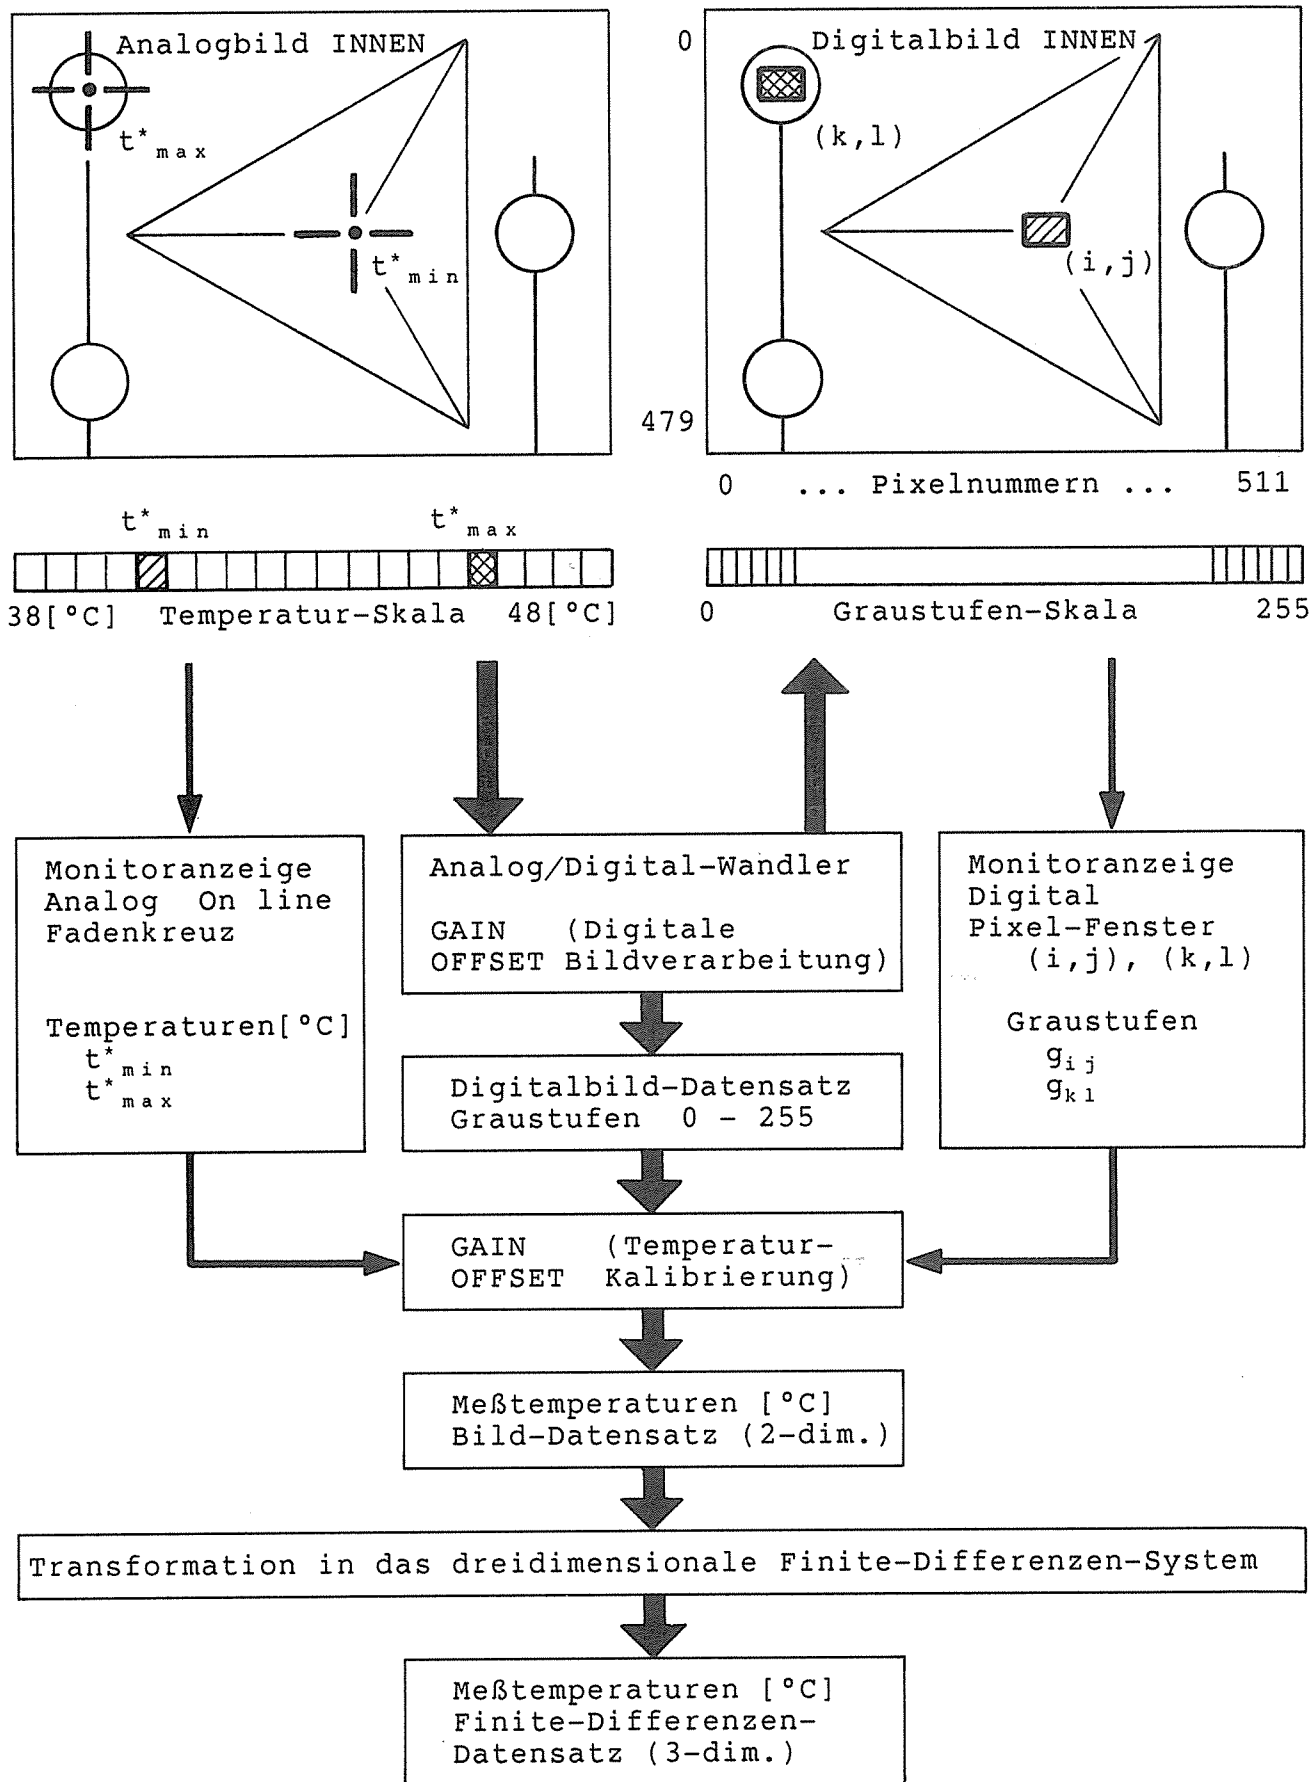 Analogbild INNEN
t*max
t*min
0
Digitalbild INNEN
(k,l)
(i,j)
479
0 ... Pixelnummern ... 511
t*min t*max
38[°C] Temperatur-Skala 48[°C]
0 Graustufen-Skala 255
Monitoranzeige
Analog On line
Fadenkreuz
Temperaturen[°C]
t*min
t*max
Analog/Digital-Wandler
GAIN (Digitale
OFFSET Bildverarbeitung)
Monitoranzeige
Digital
Pixel-Fenster
(i,j), (k,l)
Graustufen
gij
gkl
Digitalbild-Datensatz
Graustufen 0 - 255
GAIN (Temperatur-
OFFSET Kalibrierung)
Meßtemperaturen [°C]
Bild-Datensatz (2-dim.)
Transformation in das dreidimensionale Finite-Differenzen-System
Meßtemperaturen [°C]
Finite-Differenzen-
Datensatz (3-dim.)